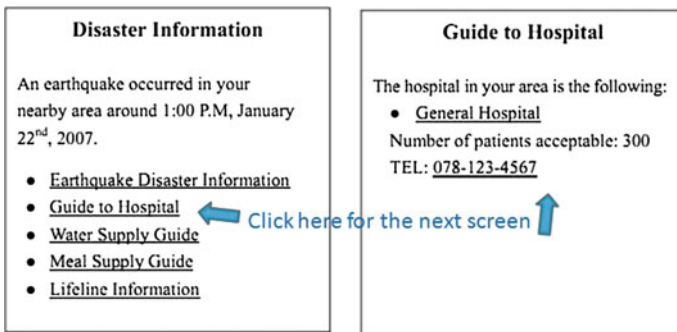 Disaster Information
An earthquake occurred in your
nearby area around 1:00 P.M, January
22nd, 2007.
● Earthquake Disaster Information
● Guide to Hospital
● Water Supply Guide
● Meal Supply Guide
● Lifeline Information
Click here for the next screen
Guide to Hospital
The hospital in your area is the following:
● General Hospital
Number of patients acceptable: 300
TEL: 078-123-4567